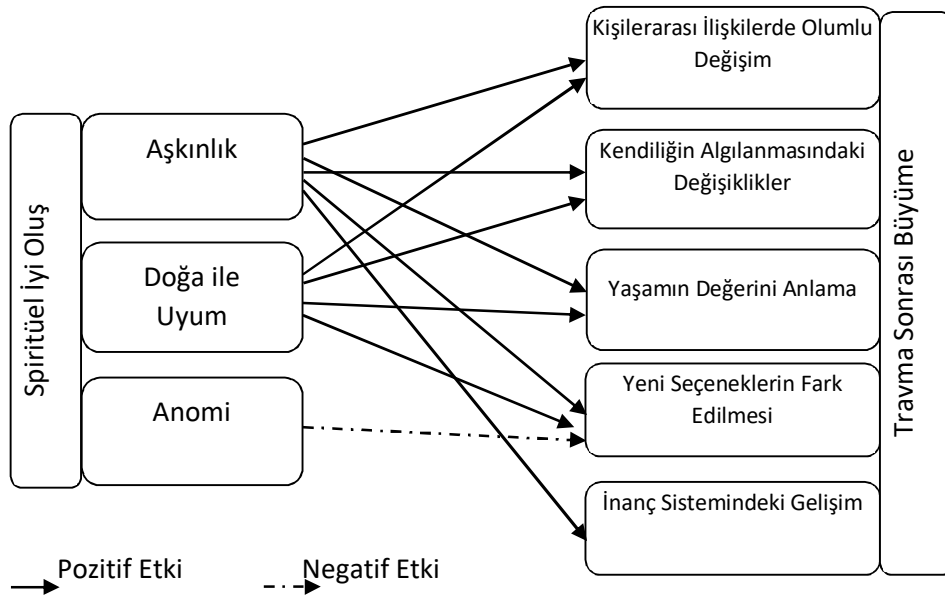 Spiritüel İyi Oluş
Aşkınlık
Doğa ile
Uyum
Anomi
Kişilerarası İlişkilerde Olumlu
Değişim
Kendiliğin Algılanmasındaki
Değişiklikler
Yaşamın Değerini Anlama
Yeni Seçeneklerin Fark
Edilmesi
İnanç Sistemindeki Gelişim
Travma Sonrası Büyüme
Pozitif Etki
Negatif Etki